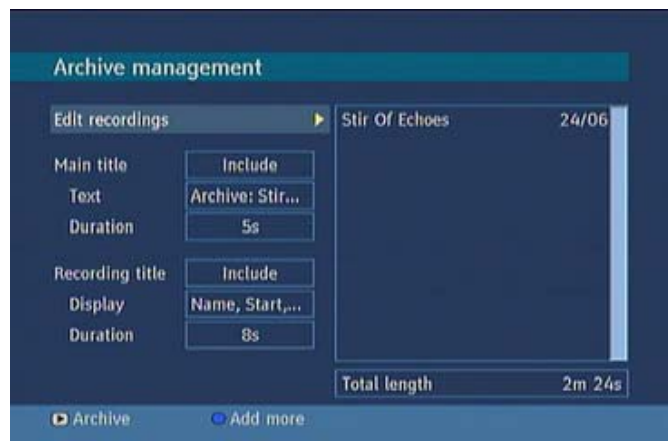 Archive management
Edit recordings
Main title Include
Text Archive: Stir...
Duration 5s
Recording title Include
Display Name, Start,...
Duration 8s
Stir Of Echoes 24/06
Total length 2m 24s
Archive Add more